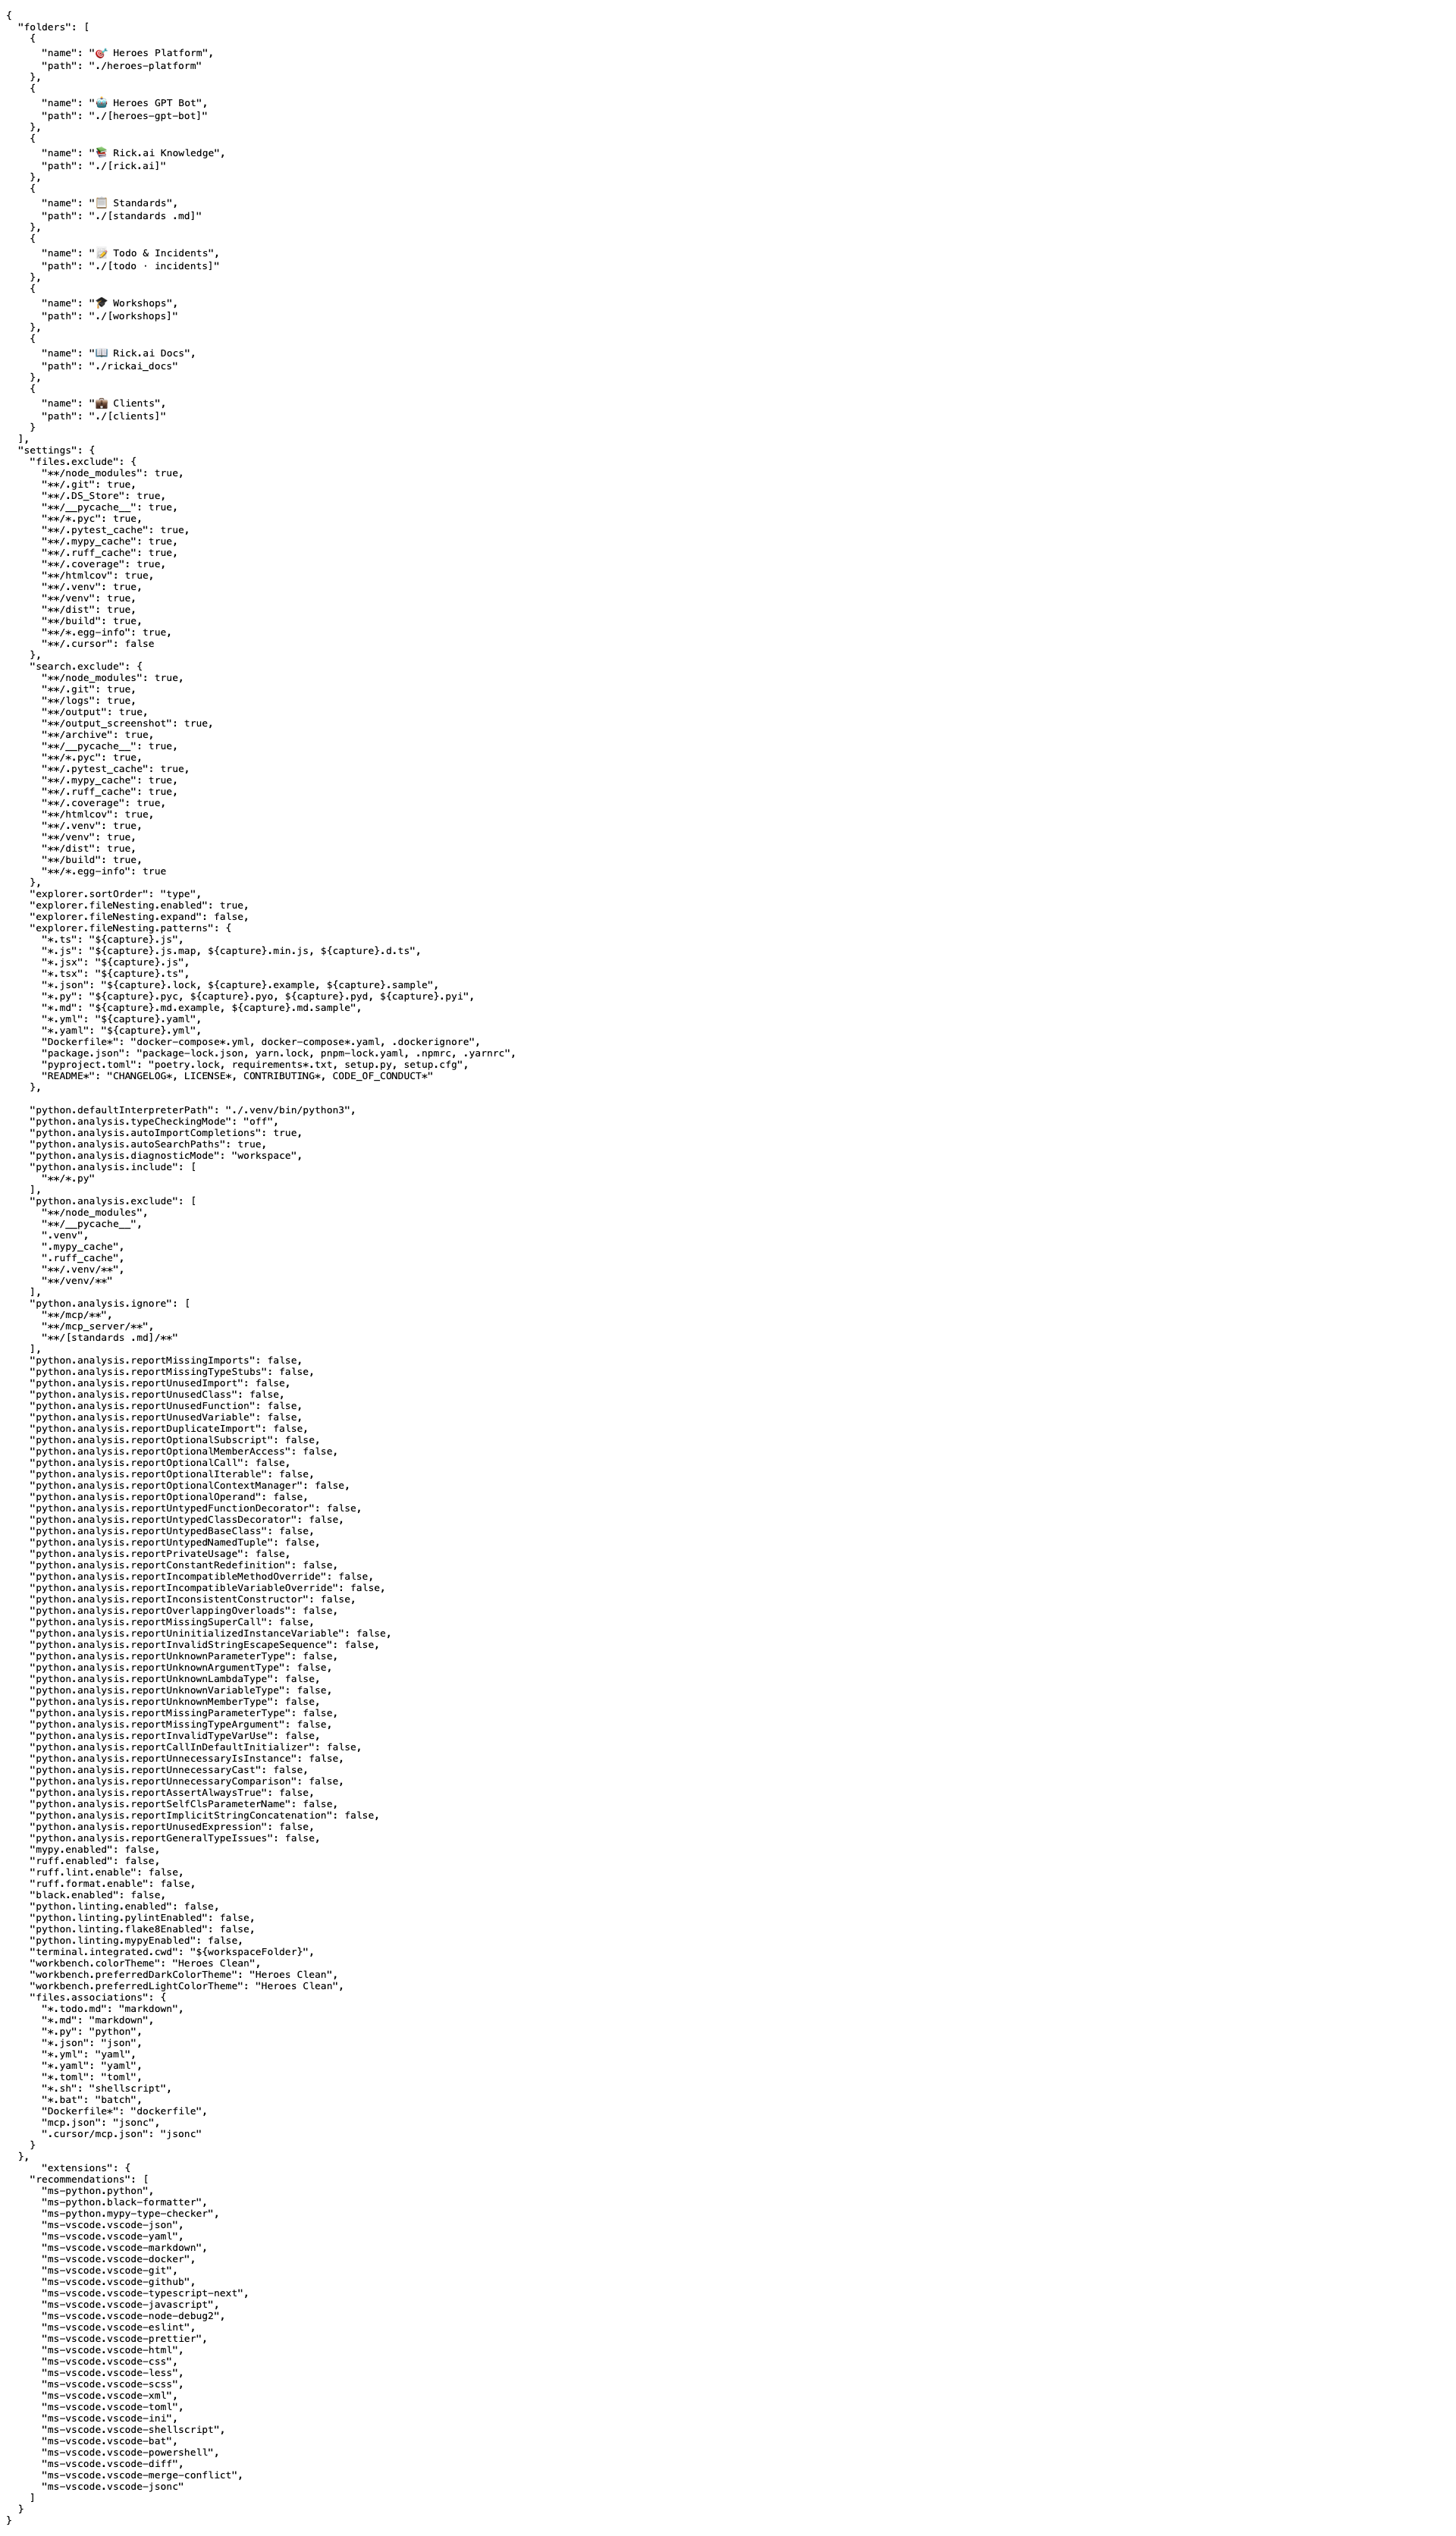 {
  "folders": [
    {
      "name": "🎯 Heroes Platform",
      "path": "./heroes-platform"
    },
    {
      "name": "🤖 Heroes GPT Bot",
      "path": "./[heroes-gpt-bot]"
    },
    {
      "name": "📚 Rick.ai Knowledge",
      "path": "./[rick.ai]"
    },
    {
      "name": "📋 Standards",
      "path": "./[standards .md]"
    },
    {
      "name": "📝 Todo & Incidents",
      "path": "./[todo · incidents]"
    },
    {
      "name": "🎓 Workshops",
      "path": "./[workshops]"
    },
    {
      "name": "📖 Rick.ai Docs",
      "path": "./rickai_docs"
    },
    {
      "name": "💼 Clients",
      "path": "./[clients]"
    }
  ],
  "settings": {
    "files.exclude": {
      "**/node_modules": true,
      "**/.git": true,
      "**/.DS_Store": true,
      "**/__pycache__": true,
      "**/*.pyc": true,
      "**/.pytest_cache": true,
      "**/.mypy_cache": true,
      "**/.ruff_cache": true,
      "**/.coverage": true,
      "**/htmlcov": true,
      "**/.venv": true,
      "**/venv": true,
      "**/dist": true,
      "**/build": true,
      "**/*.egg-info": true,
      "**/.cursor": false
    },
    "search.exclude": {
      "**/node_modules": true,
      "**/.git": true,
      "**/logs": true,
      "**/output": true,
      "**/output_screenshot": true,
      "**/archive": true,
      "**/__pycache__": true,
      "**/*.pyc": true,
      "**/.pytest_cache": true,
      "**/.mypy_cache": true,
      "**/.ruff_cache": true,
      "**/.coverage": true,
      "**/htmlcov": true,
      "**/.venv": true,
      "**/venv": true,
      "**/dist": true,
      "**/build": true,
      "**/*.egg-info": true
    },
    "explorer.sortOrder": "type",
    "explorer.fileNesting.enabled": true,
    "explorer.fileNesting.expand": false,
    "explorer.fileNesting.patterns": {
      "*.ts": "${capture}.js",
      "*.js": "${capture}.js.map, ${capture}.min.js, ${capture}.d.ts",
      "*.jsx": "${capture}.js",
      "*.tsx": "${capture}.ts",
      "*.json": "${capture}.lock, ${capture}.example, ${capture}.sample",
      "*.py": "${capture}.pyc, ${capture}.pyo, ${capture}.pyd, ${capture}.pyi",
      "*.md": "${capture}.md.example, ${capture}.md.sample",
      "*.yml": "${capture}.yaml",
      "*.yaml": "${capture}.yml",
      "Dockerfile*": "docker-compose*.yml, docker-compose*.yaml, .dockerignore",
      "package.json": "package-lock.json, yarn.lock, pnpm-lock.yaml, .npmrc, .yarnrc",
      "pyproject.toml": "poetry.lock, requirements*.txt, setup.py, setup.cfg",
      "README*": "CHANGELOG*, LICENSE*, CONTRIBUTING*, CODE_OF_CONDUCT*"
    },

    "python.defaultInterpreterPath": "./.venv/bin/python3",
    "python.analysis.typeCheckingMode": "off",
    "python.analysis.autoImportCompletions": true,
    "python.analysis.autoSearchPaths": true,
    "python.analysis.diagnosticMode": "workspace",
    "python.analysis.include": [
      "**/*.py"
    ],
    "python.analysis.exclude": [
      "**/node_modules",
      "**/__pycache__",
      ".venv",
      ".mypy_cache",
      ".ruff_cache",
      "**/.venv/**",
      "**/venv/**"
    ],
    "python.analysis.ignore": [
      "**/mcp/**",
      "**/mcp_server/**",
      "**/[standards .md]/**"
    ],
    "python.analysis.reportMissingImports": false,
    "python.analysis.reportMissingTypeStubs": false,
    "python.analysis.reportUnusedImport": false,
    "python.analysis.reportUnusedClass": false,
    "python.analysis.reportUnusedFunction": false,
    "python.analysis.reportUnusedVariable": false,
    "python.analysis.reportDuplicateImport": false,
    "python.analysis.reportOptionalSubscript": false,
    "python.analysis.reportOptionalMemberAccess": false,
    "python.analysis.reportOptionalCall": false,
    "python.analysis.reportOptionalIterable": false,
    "python.analysis.reportOptionalContextManager": false,
    "python.analysis.reportOptionalOperand": false,
    "python.analysis.reportUntypedFunctionDecorator": false,
    "python.analysis.reportUntypedClassDecorator": false,
    "python.analysis.reportUntypedBaseClass": false,
    "python.analysis.reportUntypedNamedTuple": false,
    "python.analysis.reportPrivateUsage": false,
    "python.analysis.reportConstantRedefinition": false,
    "python.analysis.reportIncompatibleMethodOverride": false,
    "python.analysis.reportIncompatibleVariableOverride": false,
    "python.analysis.reportInconsistentConstructor": false,
    "python.analysis.reportOverlappingOverloads": false,
    "python.analysis.reportMissingSuperCall": false,
    "python.analysis.reportUninitializedInstanceVariable": false,
    "python.analysis.reportInvalidStringEscapeSequence": false,
    "python.analysis.reportUnknownParameterType": false,
    "python.analysis.reportUnknownArgumentType": false,
    "python.analysis.reportUnknownLambdaType": false,
    "python.analysis.reportUnknownVariableType": false,
    "python.analysis.reportUnknownMemberType": false,
    "python.analysis.reportMissingParameterType": false,
    "python.analysis.reportMissingTypeArgument": false,
    "python.analysis.reportInvalidTypeVarUse": false,
    "python.analysis.reportCallInDefaultInitializer": false,
    "python.analysis.reportUnnecessaryIsInstance": false,
    "python.analysis.reportUnnecessaryCast": false,
    "python.analysis.reportUnnecessaryComparison": false,
    "python.analysis.reportAssertAlwaysTrue": false,
    "python.analysis.reportSelfClsParameterName": false,
    "python.analysis.reportImplicitStringConcatenation": false,
    "python.analysis.reportUnusedExpression": false,
    "python.analysis.reportGeneralTypeIssues": false,
    "mypy.enabled": false,
    "ruff.enabled": false,
    "ruff.lint.enable": false,
    "ruff.format.enable": false,
    "black.enabled": false,
    "python.linting.enabled": false,
    "python.linting.pylintEnabled": false,
    "python.linting.flake8Enabled": false,
    "python.linting.mypyEnabled": false,
    "terminal.integrated.cwd": "${workspaceFolder}",
    "workbench.colorTheme": "Heroes Clean",
    "workbench.preferredDarkColorTheme": "Heroes Clean",
    "workbench.preferredLightColorTheme": "Heroes Clean",
    "files.associations": {
      "*.todo.md": "markdown",
      "*.md": "markdown",
      "*.py": "python",
      "*.json": "json",
      "*.yml": "yaml",
      "*.yaml": "yaml",
      "*.toml": "toml",
      "*.sh": "shellscript",
      "*.bat": "batch",
      "Dockerfile*": "dockerfile",
      "mcp.json": "jsonc",
      ".cursor/mcp.json": "jsonc"
    }
  },
      "extensions": {
    "recommendations": [
      "ms-python.python",
      "ms-python.black-formatter",
      "ms-python.mypy-type-checker",
      "ms-vscode.vscode-json",
      "ms-vscode.vscode-yaml",
      "ms-vscode.vscode-markdown",
      "ms-vscode.vscode-docker",
      "ms-vscode.vscode-git",
      "ms-vscode.vscode-github",
      "ms-vscode.vscode-typescript-next",
      "ms-vscode.vscode-javascript",
      "ms-vscode.vscode-node-debug2",
      "ms-vscode.vscode-eslint",
      "ms-vscode.vscode-prettier",
      "ms-vscode.vscode-html",
      "ms-vscode.vscode-css",
      "ms-vscode.vscode-less",
      "ms-vscode.vscode-scss",
      "ms-vscode.vscode-xml",
      "ms-vscode.vscode-toml",
      "ms-vscode.vscode-ini",
      "ms-vscode.vscode-shellscript",
      "ms-vscode.vscode-bat",
      "ms-vscode.vscode-powershell",
      "ms-vscode.vscode-diff",
      "ms-vscode.vscode-merge-conflict",
      "ms-vscode.vscode-jsonc"
    ]
  }
}